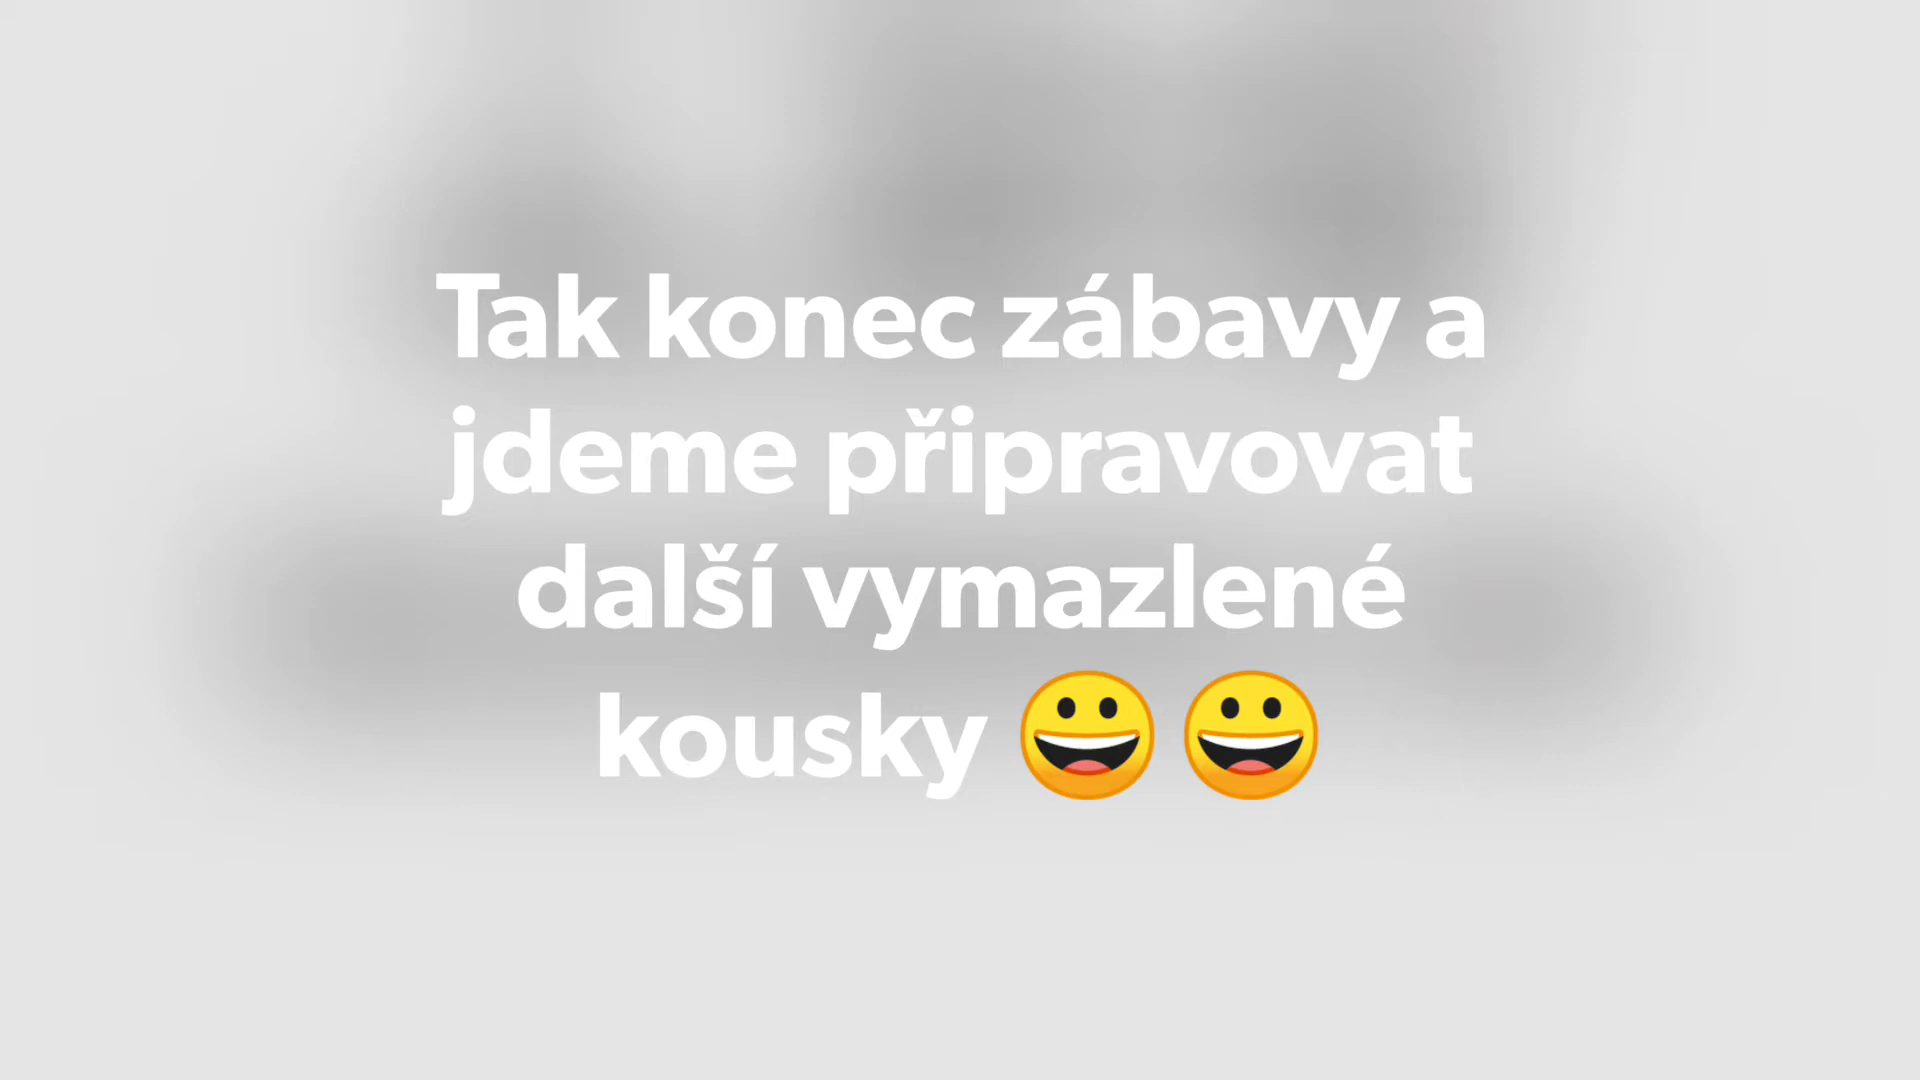 Tak konec zábavy a
jdeme připravovat
další vymazlené
kousky 😀 😀